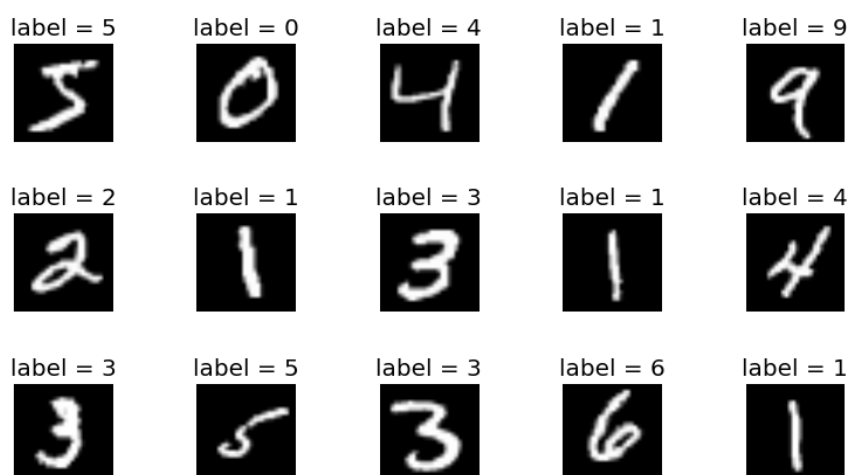 label = 5 label = 0 label = 4 label = 1 label = 9
5 0 4 1 9
label = 2 label = 1 label = 3 label = 1 label = 4
2 1 3 1 4
label = 3 label = 5 label = 3 label = 6 label = 1
3 5 3 6 1